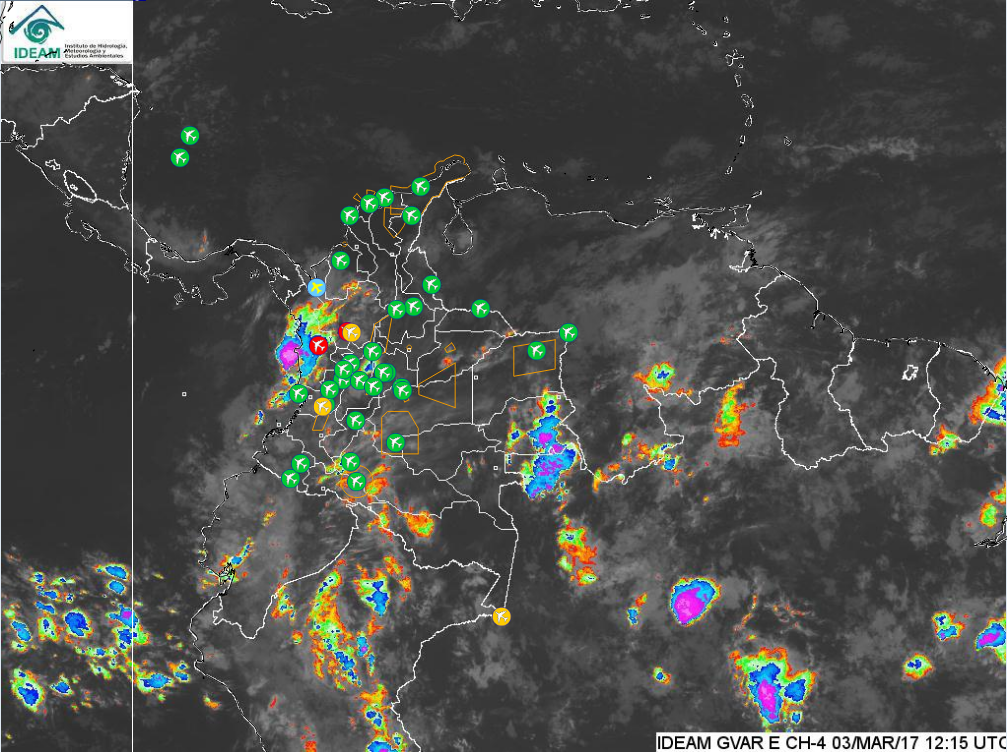 IDEAM
Instituto de Hidrología,
Meteorología y
Estudios Ambientales
IDEAM GVAR E CH-4 03/MAR/17 12:15 UTC